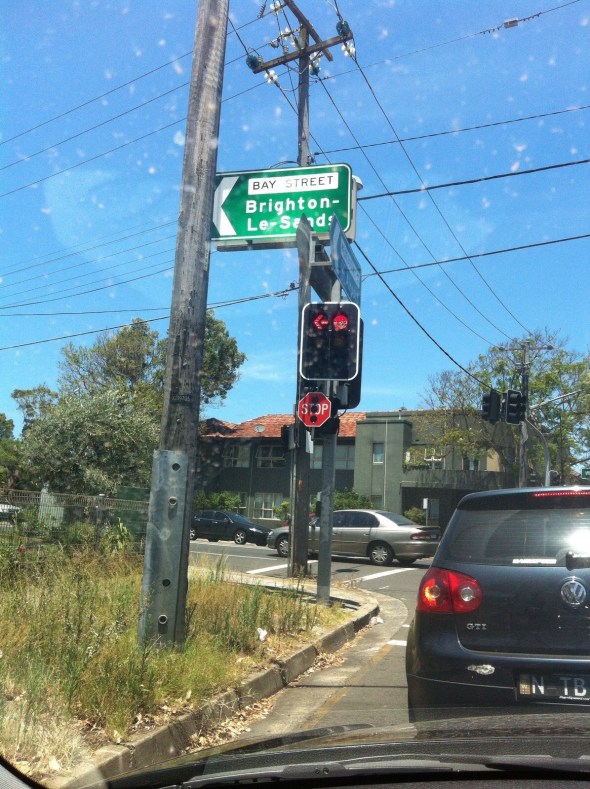 BAY STREET
Brighton-
Le-Sands
STOP
GTI
N TB